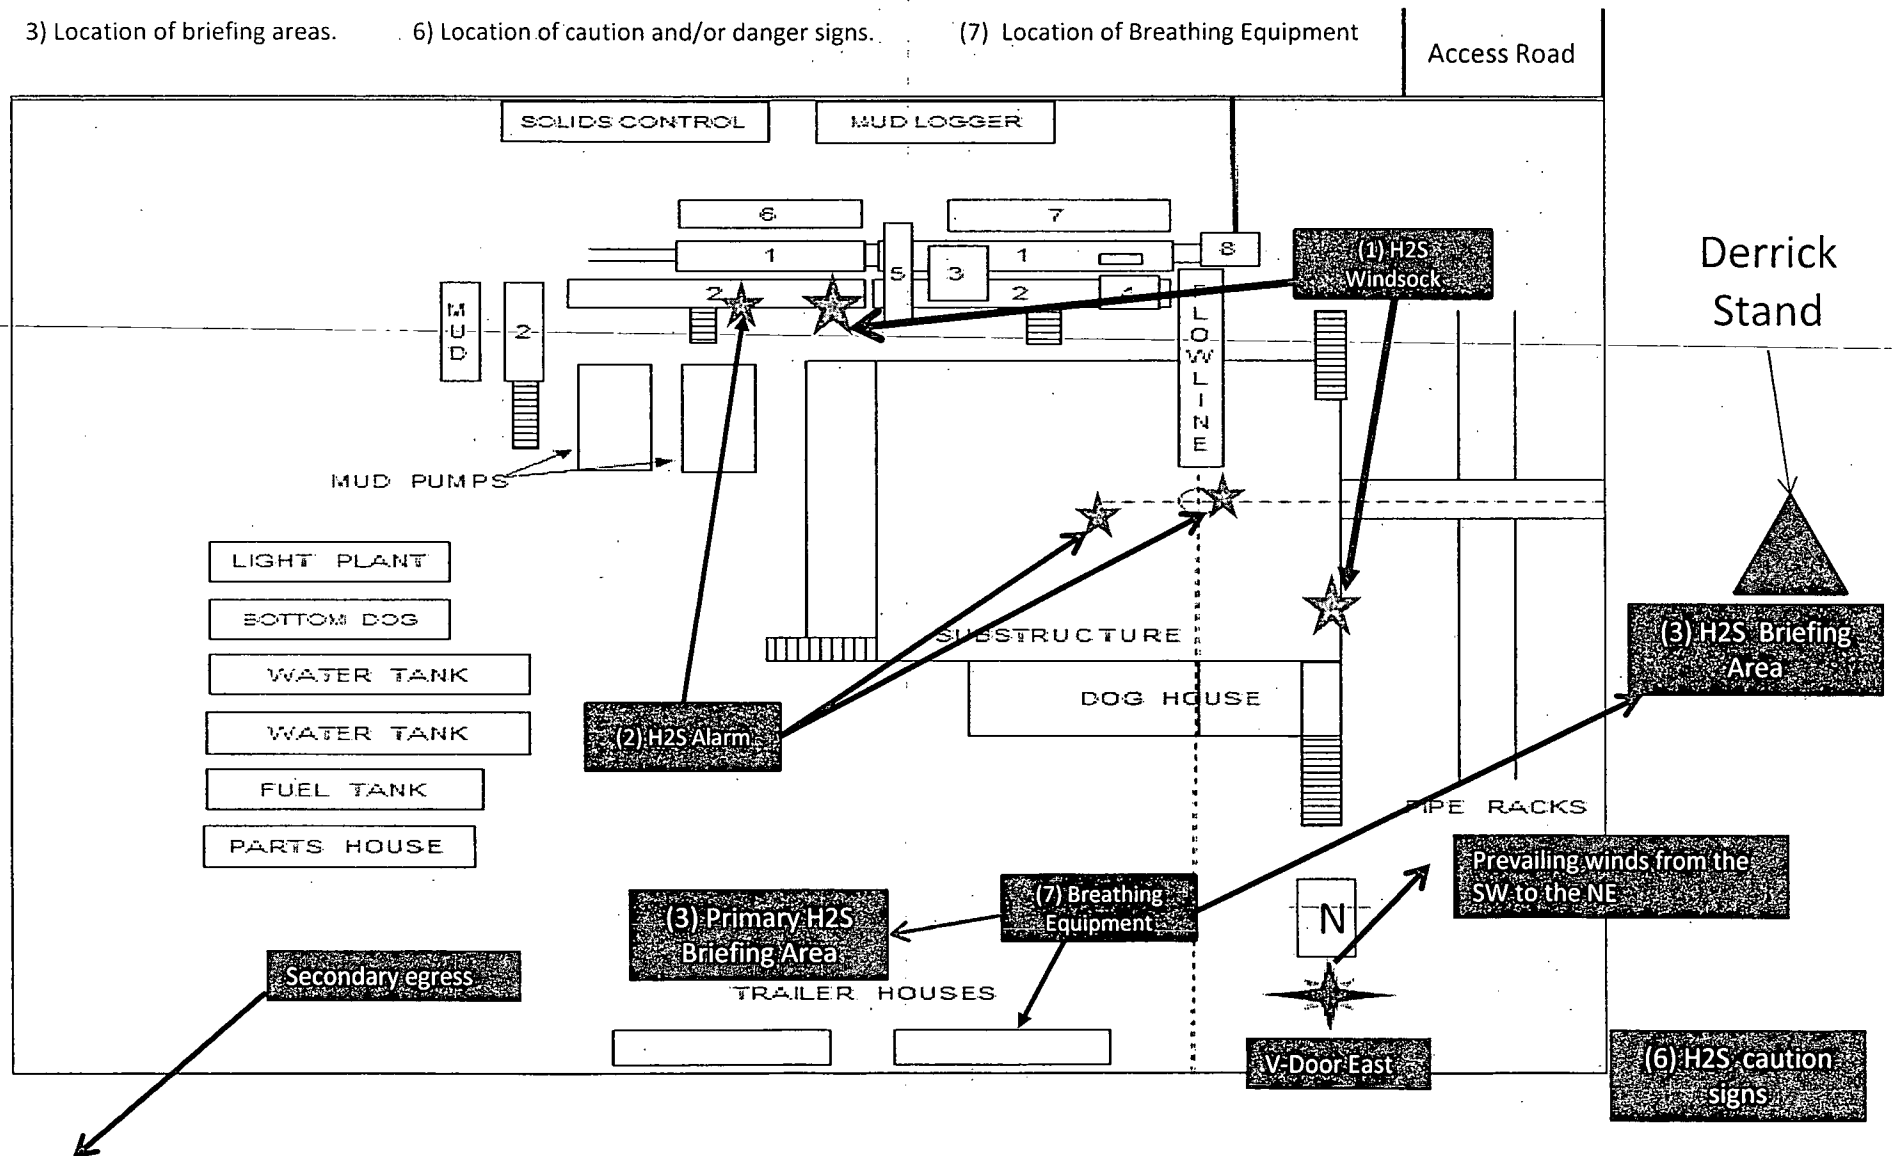 3) Location of briefing areas. 6) Location of caution and/or danger signs. (7) Location of Breathing Equipment
Access Road
SOLIDS CONTROL
MUD LOGGER
6
7
1
1
8
5
3
2
2
4
(1) H2S
Windsock
Derrick
Stand
MUD
2
FLOWLINE
MUD PUMPS
LIGHT PLANT
BOTTOM DOG
WATER TANK
WATER TANK
FUEL TANK
PARTS HOUSE
SUBSTRUCTURE
DOG HOUSE
(2) H2S Alarm
(3) H2S Briefing
Area
PIPE RACKS
Prevailing winds from the
SW to the NE
(3) Primary H2S
Briefing Area
(7) Breathing
Equipment
N
Secondary egress
TRAILER HOUSES
V-Door East
(6) H2S caution
signs